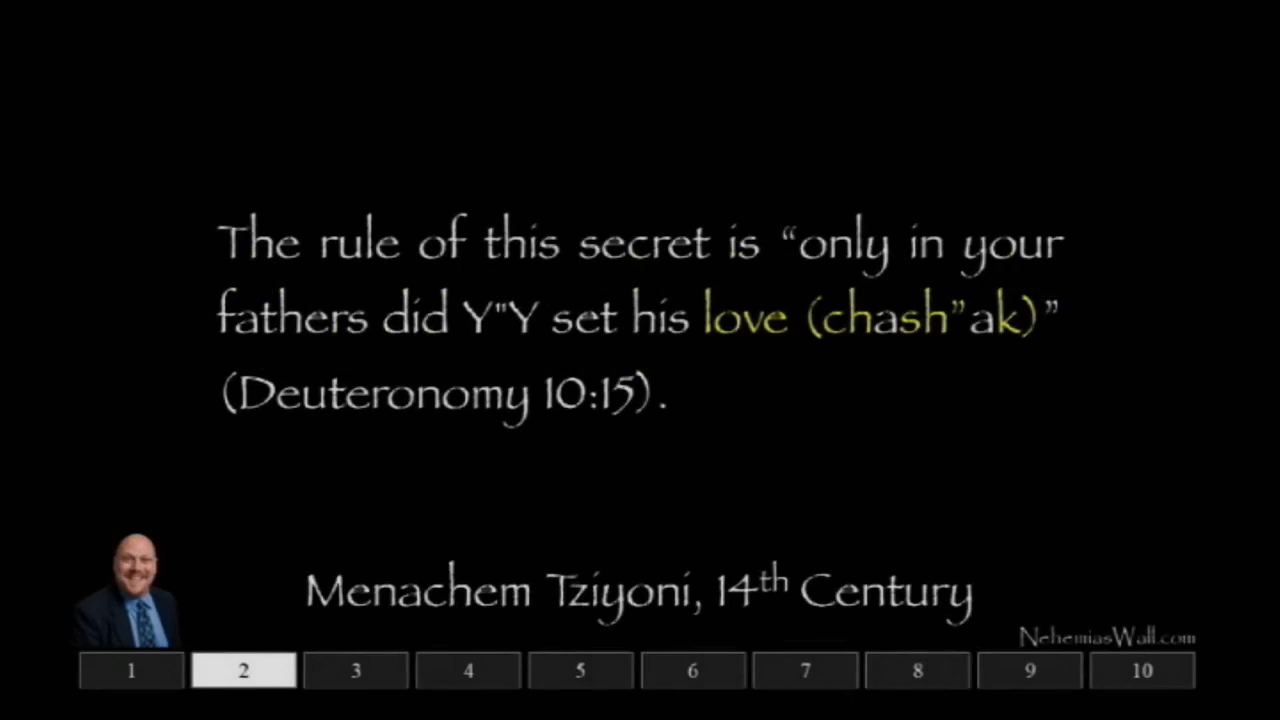 The rule of this secret is “only in your
fathers did Y"Y set his love (chash”ak)”
(Deuteronomy 10:15).
Menachem Tziyoni, 14th Century
NehemiasWall.com
1 2 3 4 5 6 7 8 9 10